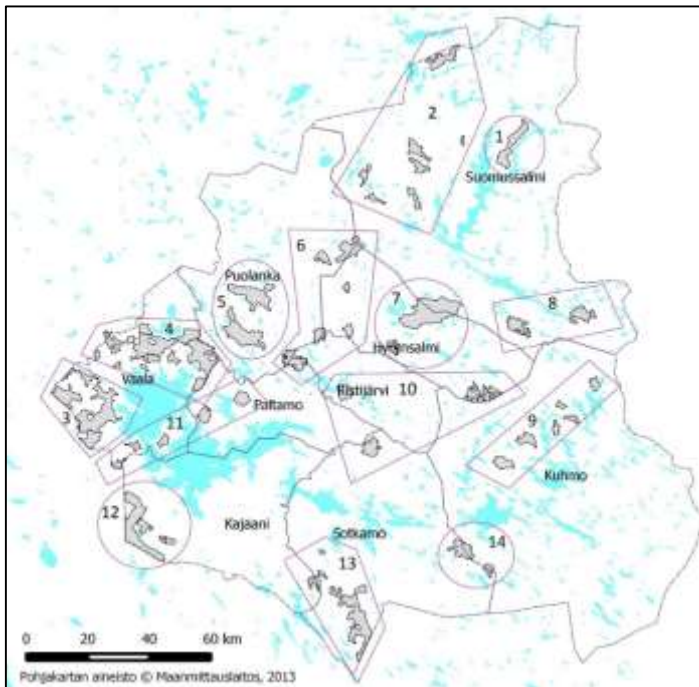 2
1
Suomussalmi
6
Puolanka
5
7
8
4
Hyrynsalmi
Vaala
3
Ristijärvi
10
Paltamo
11
9
Kuhmo
12
Kajaani
Sotkamo
14
13
0 20 40 60 km
Pohjakartan aineisto © Maanmittauslaitos, 2013